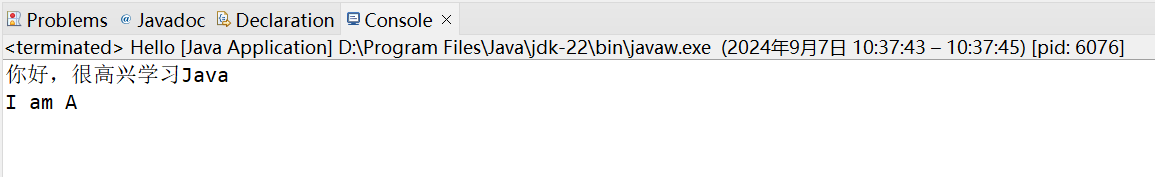 Problems @ Javadoc Declaration Console
<terminated> Hello [Java Application] D:\Program Files\Java\jdk-22\bin\javaw.exe (2024年9月7日 10:37:43 – 10:37:45) [pid: 6076]
你好，很高兴学习Java
I am A